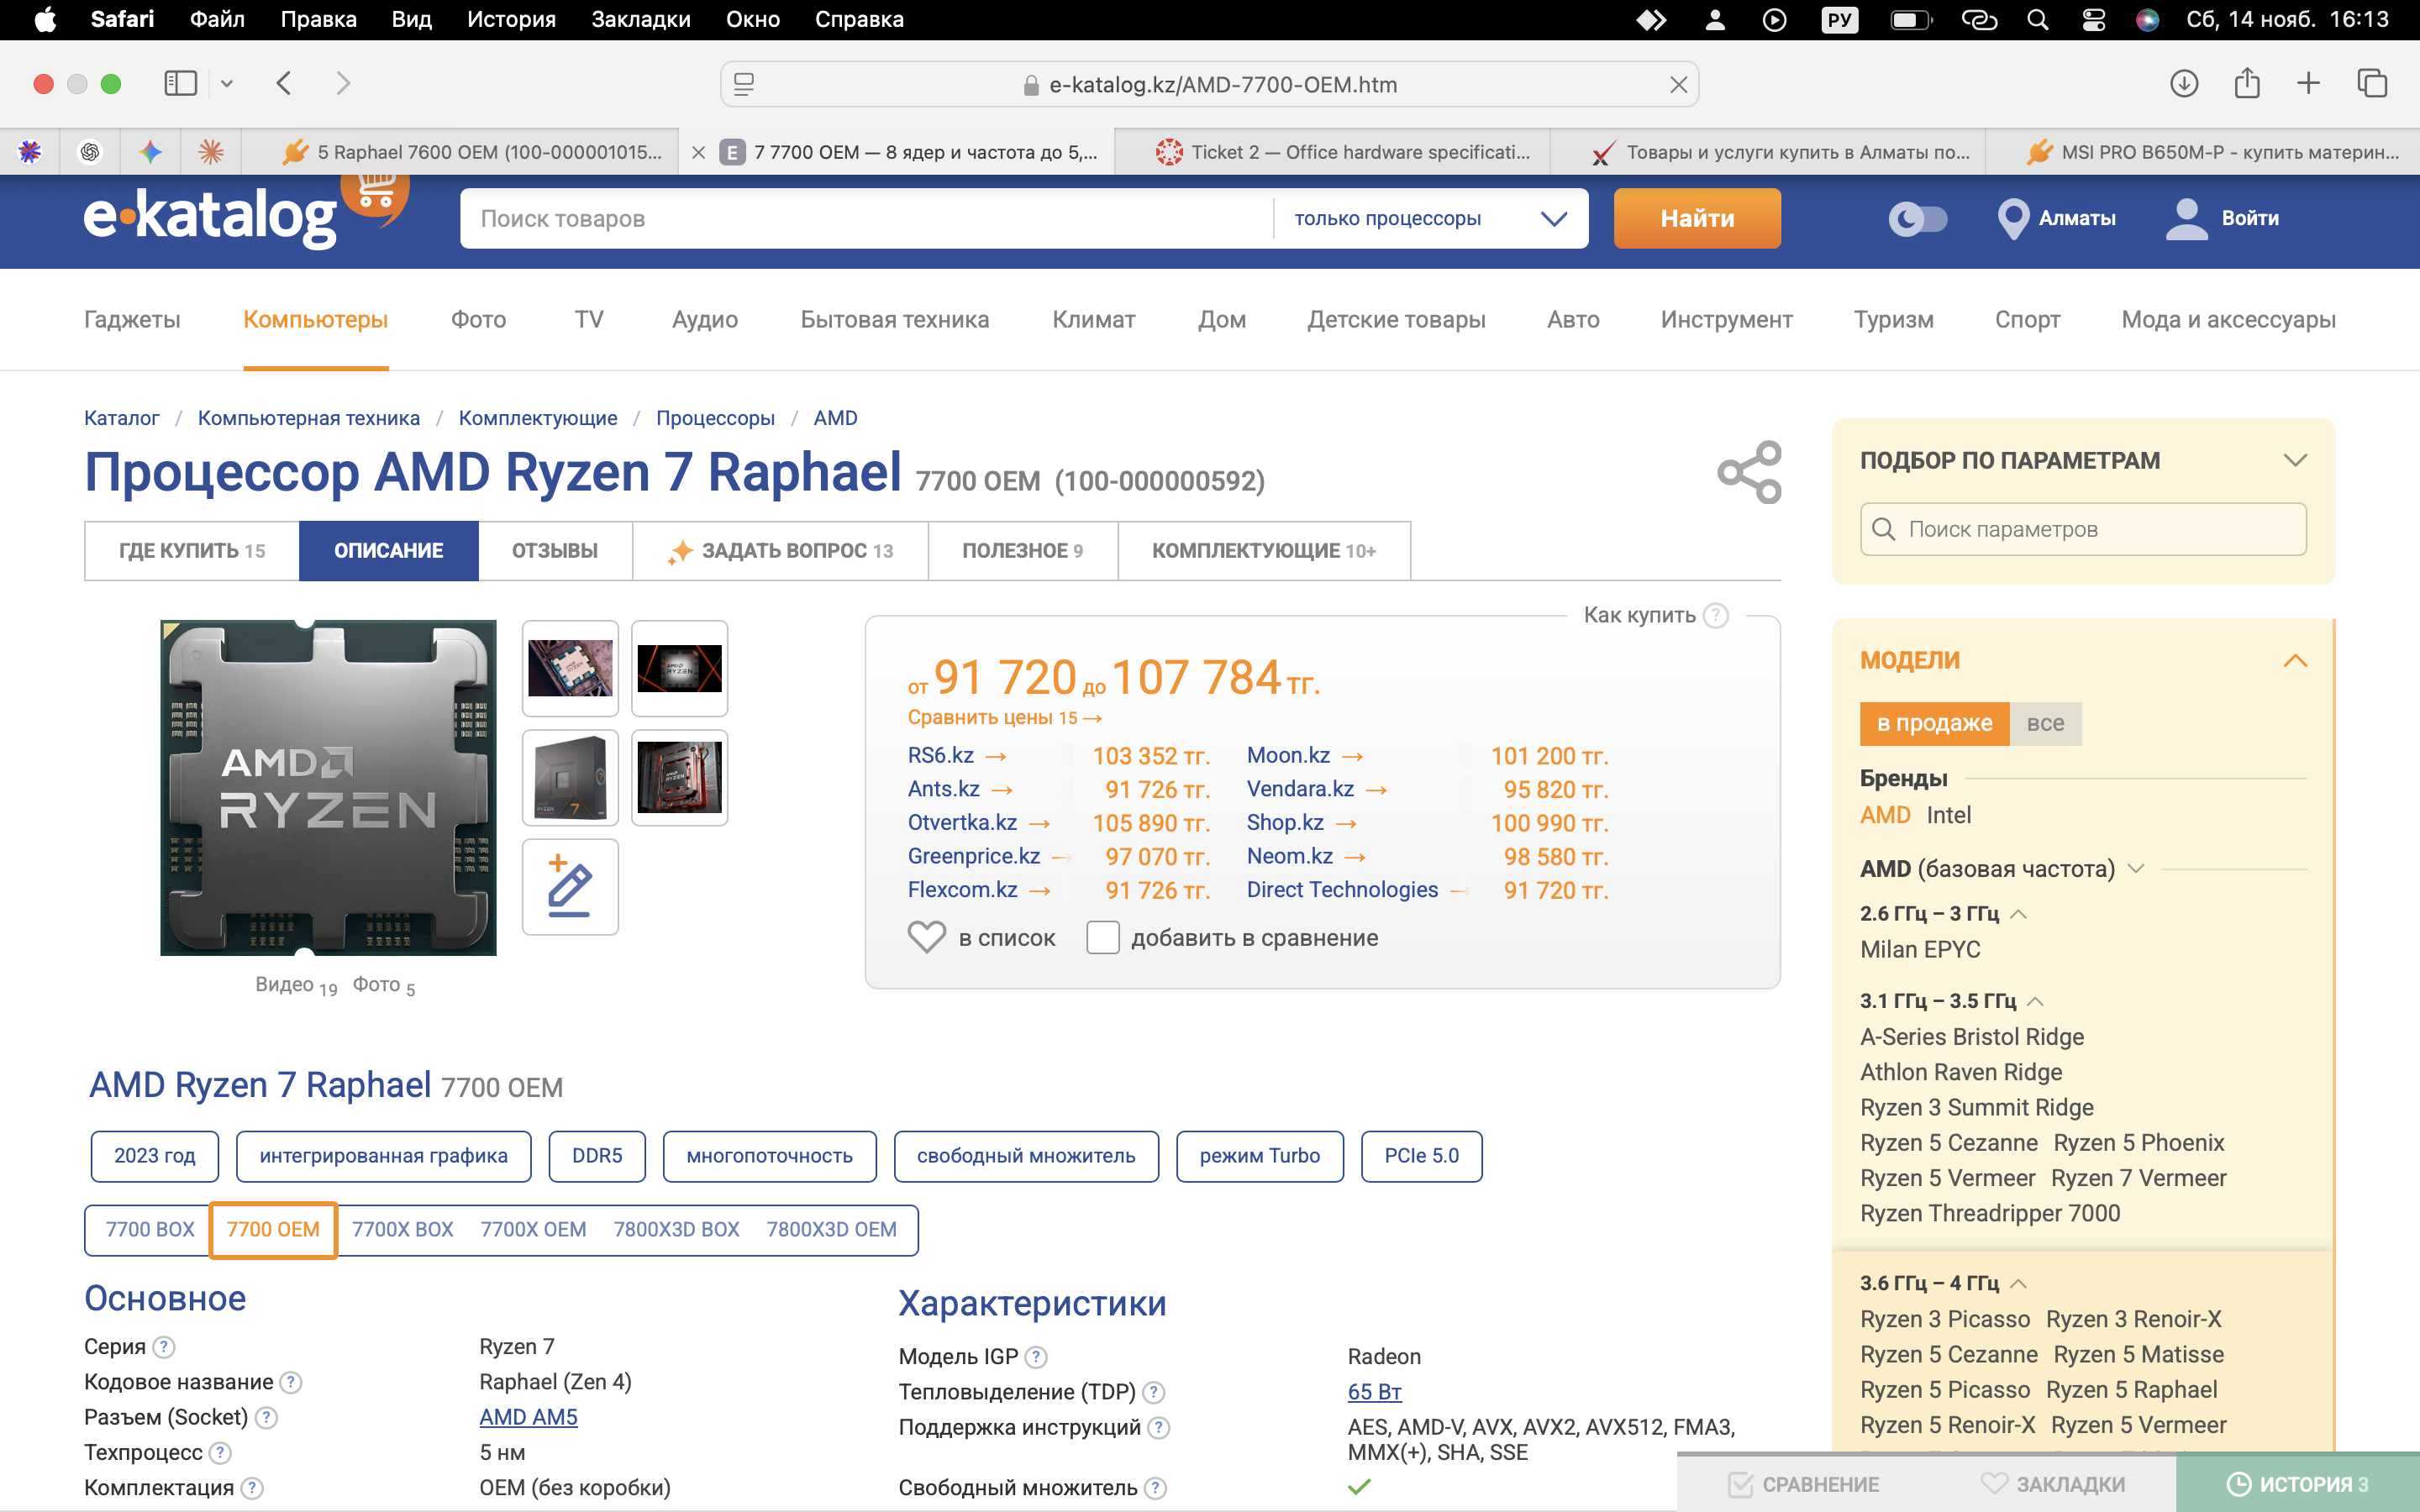 Safari Файл Правка Вид История Закладки Окно Справка РУ Сб, 14 нояб. 16:13
e-katalog.kz/AMD-7700-OEM.htm
5 Raphael 7600 OEM (100-000001015... E 7 7700 OEM — 8 ядер и частота до 5,... Ticket 2 — Office hardware specificati... Товары и услуги купить в Алматы по... MSI PRO B650M-P - купить материн...
e·katalog Поиск товаров только процессоры Найти Алматы Войти
Гаджеты Компьютеры Фото TV Аудио Бытовая техника Климат Дом Детские товары Авто Инструмент Туризм Спорт Мода и аксессуары
Каталог / Компьютерная техника / Комплектующие / Процессоры / AMD
Процессор AMD Ryzen 7 Raphael 7700 OEM (100-000000592)
ГДЕ КУПИТЬ 15 ОПИСАНИЕ ОТЗЫВЫ ЗАДАТЬ ВОПРОС 13 ПОЛЕЗНОЕ 9 КОМПЛЕКТУЮЩИЕ 10+
AMD
RYZEN
AMD
RYZEN
RYZEN 7
Видео 19 Фото 5
Как купить ?
от 91 720 до 107 784 тг.
Сравнить цены 15 →
RS6.kz → 103 352 тг. Moon.kz → 101 200 тг.
Ants.kz → 91 726 тг. Vendara.kz → 95 820 тг.
Otvertka.kz → 105 890 тг. Shop.kz → 100 990 тг.
Greenprice.kz → 97 070 тг. Neom.kz → 98 580 тг.
Flexcom.kz → 91 726 тг. Direct Technologies → 91 720 тг.
в список добавить в сравнение
AMD Ryzen 7 Raphael 7700 OEM
2023 год интегрированная графика DDR5 многопоточность свободный множитель режим Turbo PCIe 5.0
7700 BOX 7700 OEM 7700X BOX 7700X OEM 7800X3D BOX 7800X3D OEM
Основное
Серия ? Ryzen 7
Кодовое название ? Raphael (Zen 4)
Разъем (Socket) ? AMD AM5
Техпроцесс ? 5 нм
Комплектация ? OEM (без коробки)
Характеристики
Модель IGP ? Radeon
Тепловыделение (TDP) ? 65 Вт
Поддержка инструкций ? AES, AMD-V, AVX, AVX2, AVX512, FMA3,
MMX(+), SHA, SSE
Свободный множитель ?
ПОДБОР ПО ПАРАМЕТРАМ
Поиск параметров
МОДЕЛИ
в продаже все
Бренды
AMD Intel
AMD (базовая частота)
2.6 ГГц – 3 ГГц
Milan EPYC
3.1 ГГц – 3.5 ГГц
A-Series Bristol Ridge
Athlon Raven Ridge
Ryzen 3 Summit Ridge
Ryzen 5 Cezanne Ryzen 5 Phoenix
Ryzen 5 Vermeer Ryzen 7 Vermeer
Ryzen Threadripper 7000
3.6 ГГц – 4 ГГц
Ryzen 3 Picasso Ryzen 3 Renoir-X
Ryzen 5 Cezanne Ryzen 5 Matisse
Ryzen 5 Picasso Ryzen 5 Raphael
Ryzen 5 Renoir-X Ryzen 5 Vermeer
СРАВНЕНИЕ ЗАКЛАДКИ ИСТОРИЯ 3